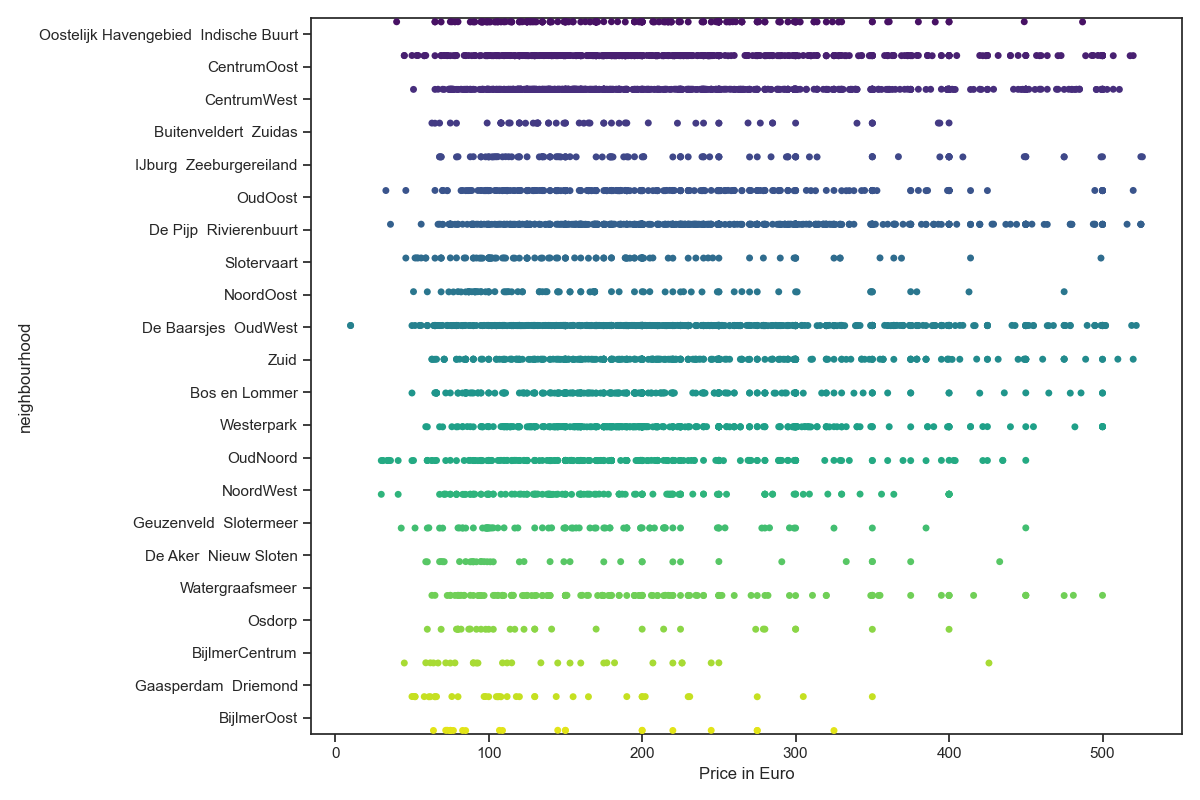 Oostelijk Havengebied  Indische Buurt
CentrumOost
CentrumWest
Buitenveldert  Zuidas
IJburg  Zeeburgereiland
OudOost
De Pijp  Rivierenbuurt
Slotervaart
NoordOost
De Baarsjes  OudWest
Zuid
Bos en Lommer
Westerpark
OudNoord
NoordWest
Geuzenveld  Slotermeer
De Aker  Nieuw Sloten
Watergraafsmeer
Osdorp
BijlmerCentrum
Gaasperdam  Driemond
BijlmerOost
neighbourhood
0 100 200 300 400 500
Price in Euro